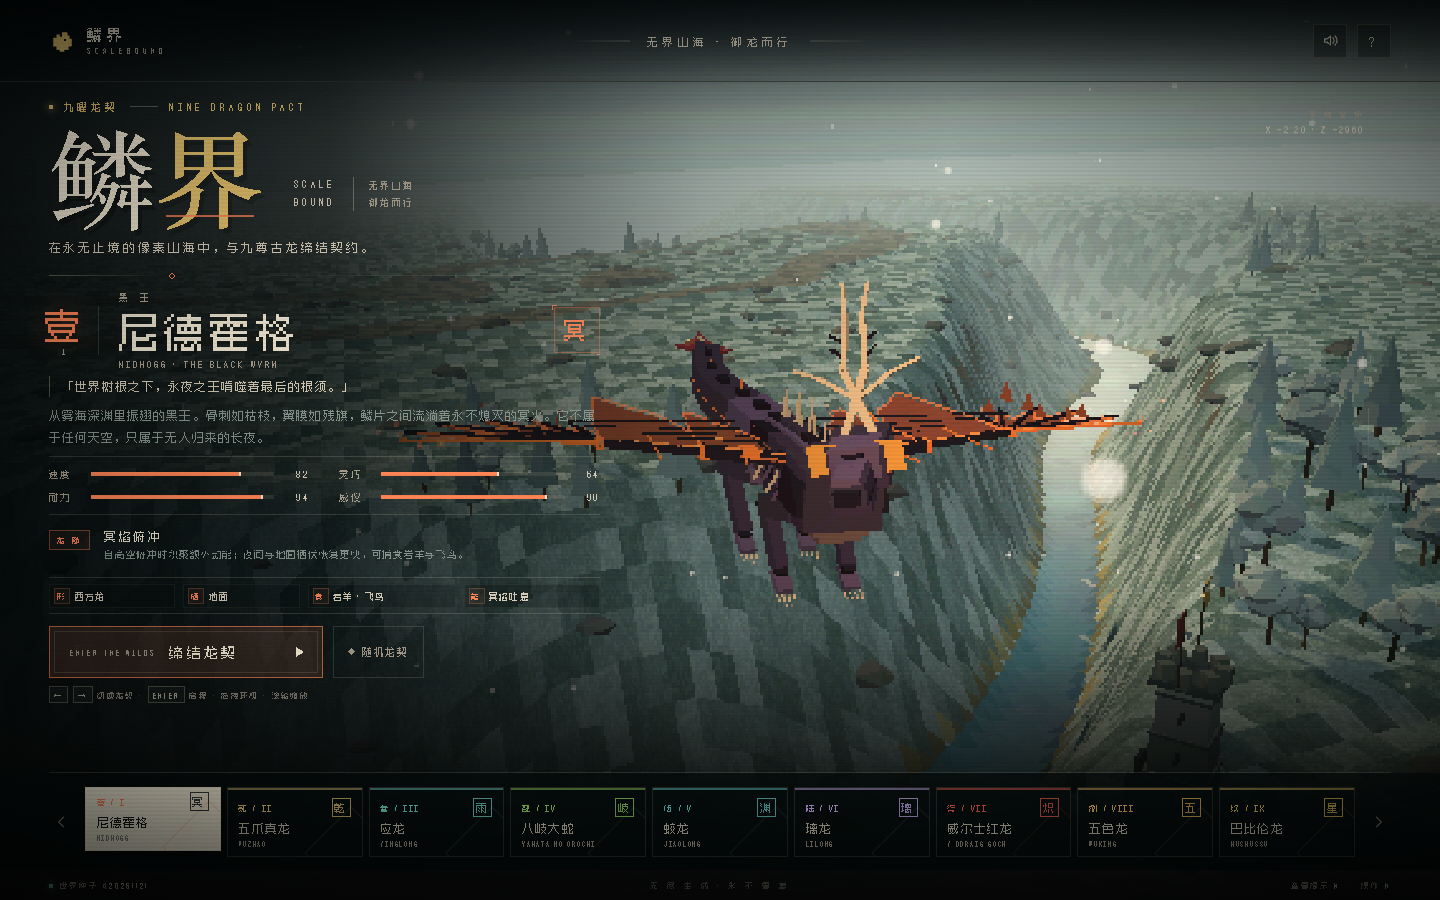 鳞界
SCALEBOUND
无界山海 · 御龙而行
?
九曜龙契 NINE DRAGON PACT
鳞界
SCALE BOUND
无界山海
御龙而行
在永无止境的像素山海中，与九尊古龙缔结契约。
黑王
壹
I
尼德霍格
冥
NIDHOGG · THE BLACK WYRM
「世界树根之下，永夜之王啃噬着最后的根须。」
从雾海深渊里振翅的黑王。骨刺如枯枝，翼膜如残旗，鳞片之间流淌着永不熄灭的冥火。它不属
于任何天空，只属于无人归来的长夜。
速度 82 灵巧 64
耐力 94 威仪 90
冥焰俯冲
西方龙
地面
食 岩羊 · 飞鸟
冥焰吐息
ENTER THE WILDS 缔结龙契
随机龙契
← → ENTER
壹 / I 冥
尼德霍格
NIDHOGG
贰 / II 乾
五爪真龙
WUZHAO
叁 / III 雨
应龙
YINGLONG
肆 / IV 岐
八岐大蛇
YAMATA NO OROCHI
伍 / V 渊
蛟龙
JIAOLONG
陆 / VI 璃
璃龙
LILONG
柒 / VII 炽
威尔士红龙
Y DDRAIG GOCH
捌 / VIII 五
五色龙
WUXING
玖 / IX 星
巴比伦龙
MUSHUSSU